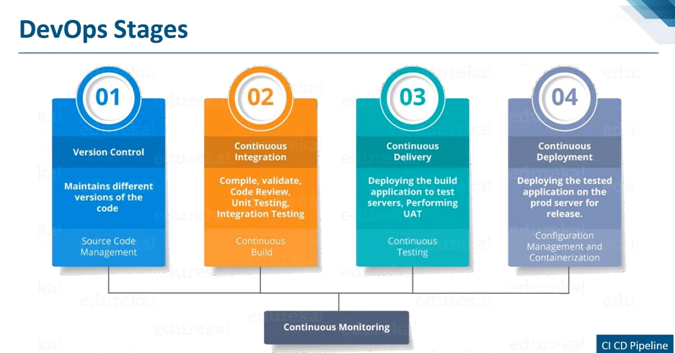 DevOps Stages
01
Version Control
Maintains different
versions of the
code
Source Code
Management
02
Continuous
Integration
Compile, validate,
Code Review,
Unit Testing,
Integration Testing
Continuous
Build
03
Continuous
Delivery
Deploying the build
application to test
servers, Performing
UAT
Continuous
Testing
04
Continuous
Deployment
Deploying the tested
application on the
prod server for
release.
Configuration
Management and
Containerization
Continuous Monitoring
CI CD Pipeline
edureka!